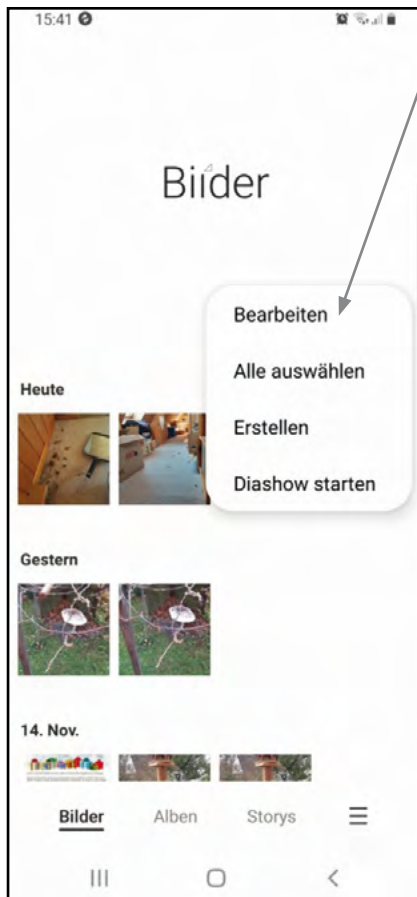 15:41
Bilder
Bearbeiten
Alle auswählen
Erstellen
Diashow starten
Heute
Gestern
14. Nov.
Bilder
Alben
Storys